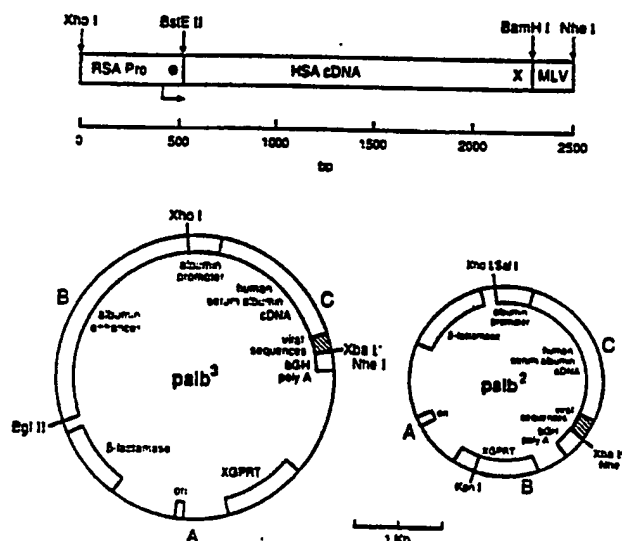 Xho I BstE II BamH I Nhe I
RSA Pro HSA cDNA X MLV
0 500 1000 1500 2000 2500
bp
Xho I
B
albumin
promoter
albumin
enhancer
human
serum albumin
cDNA
C
viral
sequences
bGH
poly A
Xba I
Nhe I
palb3
Bgl II
β-lactamase
ori
XGPRT
A
Xho I/Sal I
albumin
promoter
β-lactamase
C
human
serum albumin
cDNA
palb2
viral
sequences
bGH
poly A
A
ori
XGPRT
Kpn I
B
Xba I
Nhe
1 Kb